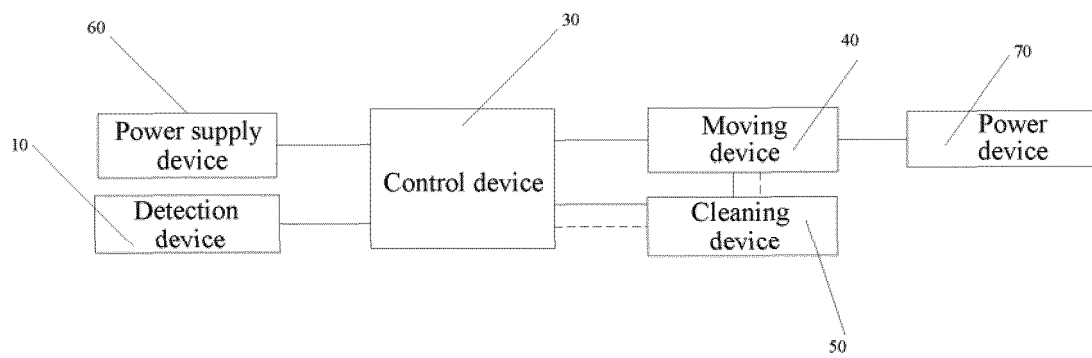 60
30
40
70
10
Power supply
device
Detection
device
Control device
Moving
device
Cleaning
device
Power
device
50